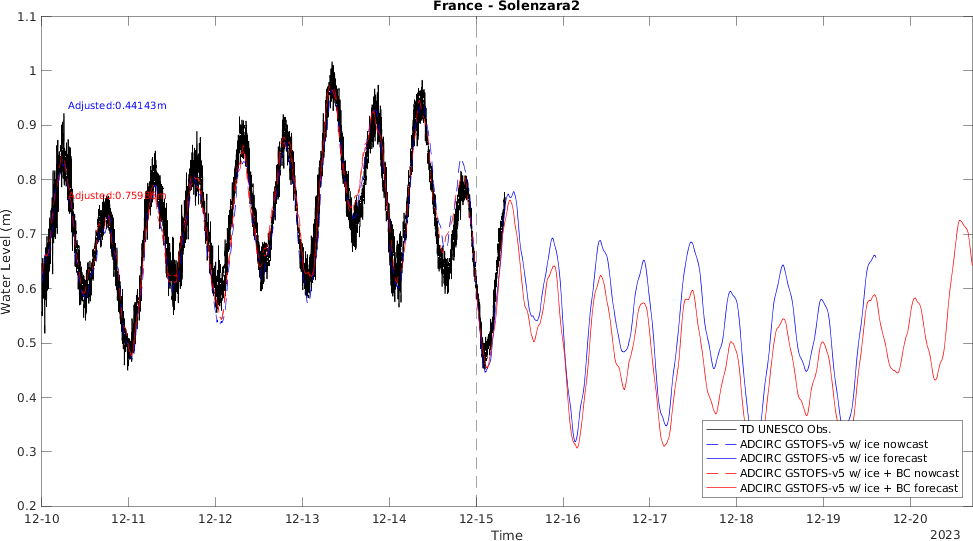 France - Solenzara2
1.1
1
0.9
0.8
0.7
0.6
0.5
0.4
0.3
0.2
Water Level (m)
Adjusted:0.44143m
TD UNESCO Obs.
ADCIRC GSTOFS-v5 w/ ice nowcast
ADCIRC GSTOFS-v5 w/ ice forecast
ADCIRC GSTOFS-v5 w/ ice + BC nowcast
ADCIRC GSTOFS-v5 w/ ice + BC forecast
12-10 12-11 12-12 12-13 12-14 12-15 12-16 12-17 12-18 12-19 12-20
Time
2023